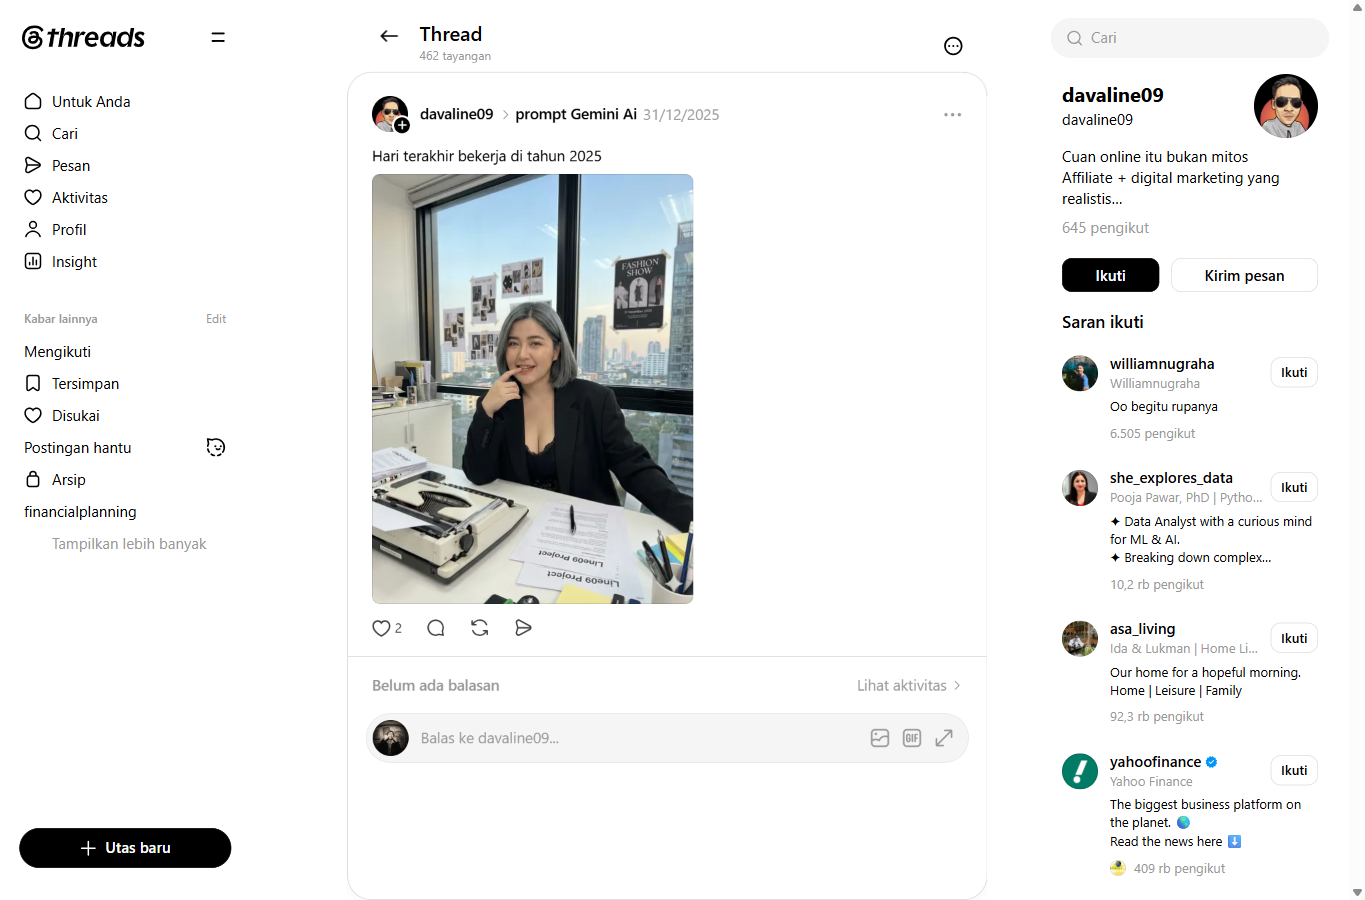 threads
Untuk Anda
Cari
Pesan
Aktivitas
Profil
Insight
Kabar lainnya
Edit
Mengikuti
Tersimpan
Disukai
Postingan hantu
Arsip
financialplanning
Tampilkan lebih banyak
Utas baru
Thread
462 tayangan
davaline09 > prompt Gemini Ai 31/12/2025
Hari terakhir bekerja di tahun 2025
FASHION
SHOW
Line09 Project
Line09 Project
2
Belum ada balasan
Lihat aktivitas >
Balas ke davaline09...
GIF
Cari
davaline09
davaline09
Cuan online itu bukan mitos
Affiliate + digital marketing yang
realistis...
645 pengikut
Ikuti
Kirim pesan
Saran ikuti
williamnugraha
Williamnugraha
Ikuti
Oo begitu rupanya
6.505 pengikut
she_explores_data
Pooja Pawar, PhD | Pytho...
Ikuti
✦ Data Analyst with a curious mind
for ML & AI.
✦ Breaking down complex...
10,2 rb pengikut
asa_living
Ida & Lukman | Home Li...
Ikuti
Our home for a hopeful morning.
Home | Leisure | Family
92,3 rb pengikut
yahoofinance
Yahoo Finance
Ikuti
The biggest business platform on
the planet. 🌎
Read the news here ⬇️
409 rb pengikut